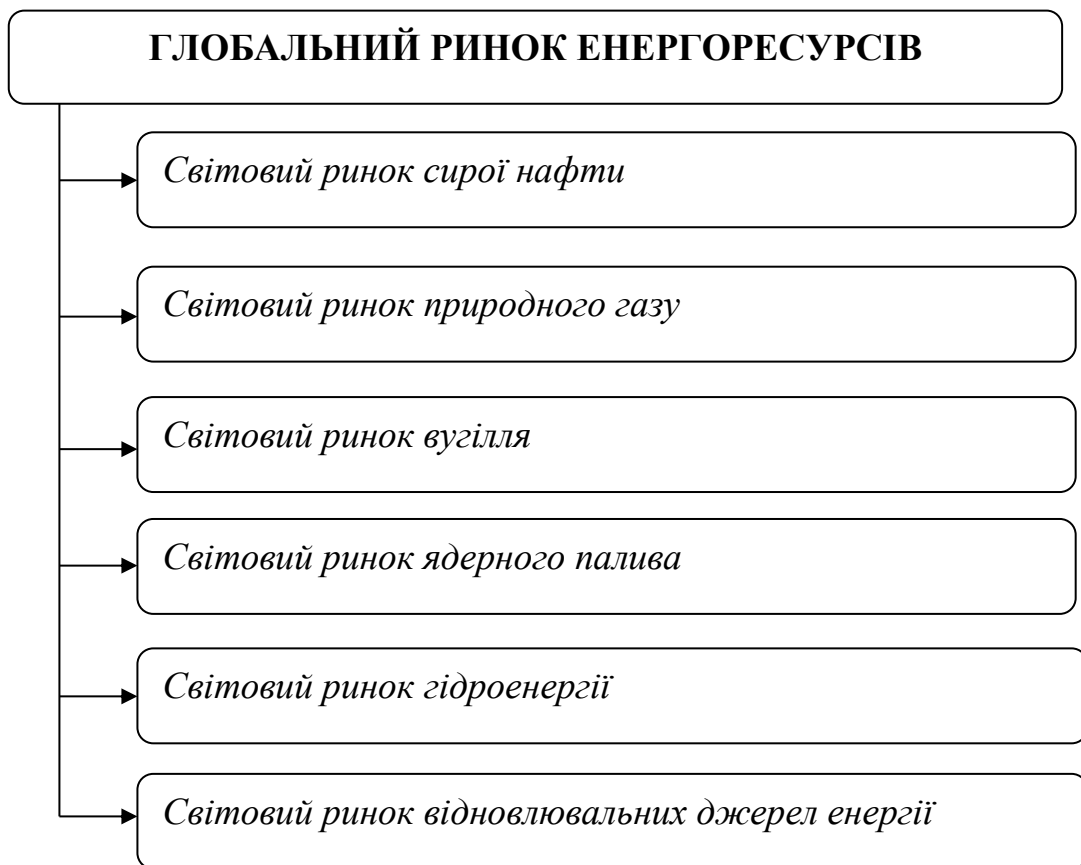 ГЛОБАЛЬНИЙ РИНОК ЕНЕРГОРЕСУРСІВ
Світовий ринок сирої нафти
Світовий ринок природного газу
Світовий ринок вугілля
Світовий ринок ядерного палива
Світовий ринок гідроенергії
Світовий ринок відновлювальних джерел енергії